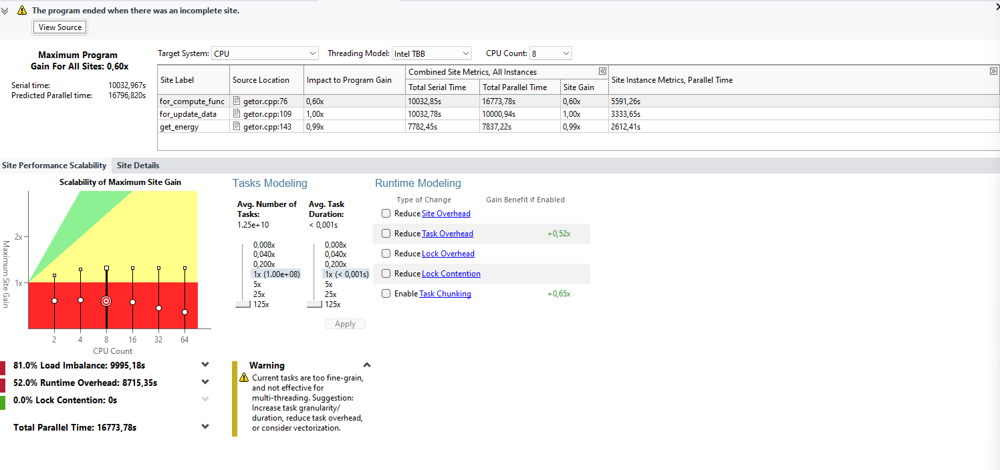 The program ended when there was an incomplete site.
View Source
Maximum Program
Gain For All Sites: 0,60x
Serial time: 10032,967s
Predicted Parallel time: 16796,820s
Target System: CPU Threading Model: Intel TBB CPU Count: 8
Site Label Source Location Impact to Program Gain Combined Site Metrics, All Instances Site Instance Metrics, Parallel Time
Total Serial Time Total Parallel Time Site Gain
for_compute_func getor.cpp:76 0,60x 10032,85s 16773,78s 0,60x 5591,26s
for_update_data getor.cpp:109 1,00x 10032,78s 10000,94s 1,00x 3333,65s
get_energy getor.cpp:143 0,99x 7782,45s 7837,22s 0,99x 2612,41s
Site Performance Scalability Site Details
Scalability of Maximum Site Gain
Maximum Site Gain
2x
1x
2 4 8 16 32 64
CPU Count
Tasks Modeling
Avg. Number of
Tasks:
1.25e+10
0,008x
0,040x
0,200x
1x (1.00e+08)
5x
25x
125x
Avg. Task
Duration:
< 0,001s
0,008x
0,040x
0,200x
1x (< 0,001s)
5x
25x
125x
Apply
Runtime Modeling
Type of Change Gain Benefit if Enabled
Reduce Site Overhead
Reduce Task Overhead +0,52x
Reduce Lock Overhead
Reduce Lock Contention
Enable Task Chunking +0,65x
81.0% Load Imbalance: 9995,18s
52.0% Runtime Overhead: 8715,35s
0.0% Lock Contention: 0s
Total Parallel Time: 16773,78s
Warning
Current tasks are too fine-grain,
and not effective for
multi-threading. Suggestion:
Increase task granularity/
duration, reduce task overhead,
or consider vectorization.